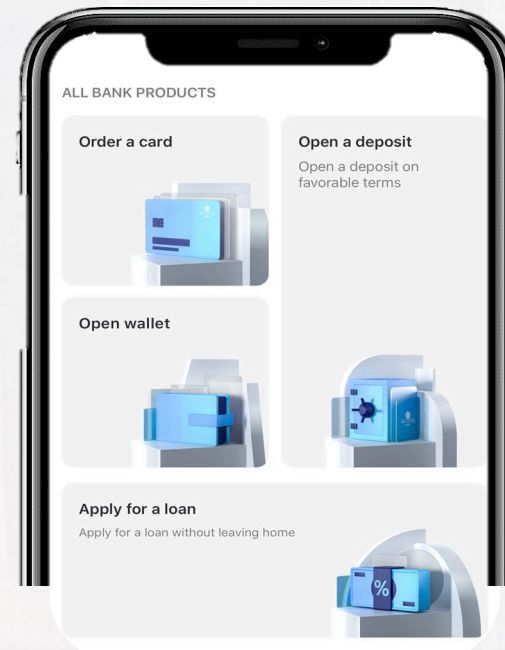 ALL BANK PRODUCTS
Order a card
Open a deposit
Open a deposit on
favorable terms
Open wallet
Apply for a loan
Apply for a loan without leaving home
%